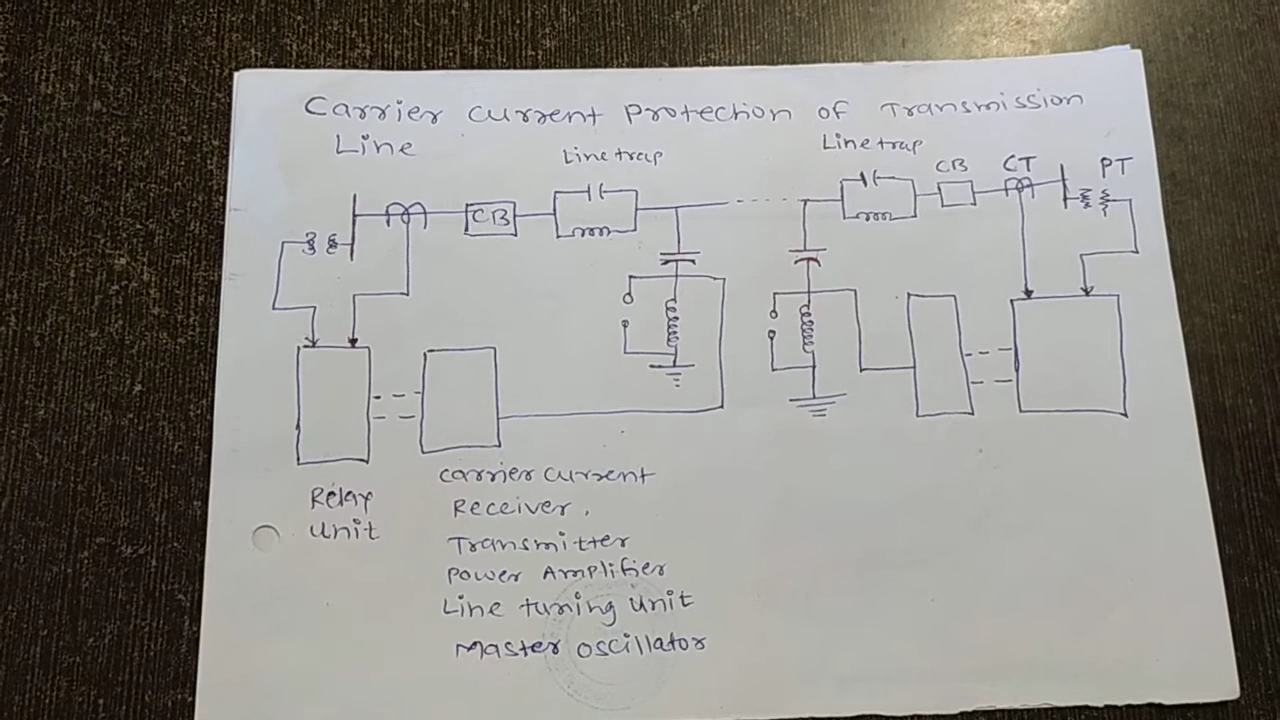 Carrier Current Protection of Transmission
Line
Line trap
Line trap
CB
CT
PT
CB
Relay
unit
Carrier Current
Receiver,
Transmitter
Power Amplifier
Line tuning unit
Master oscillator